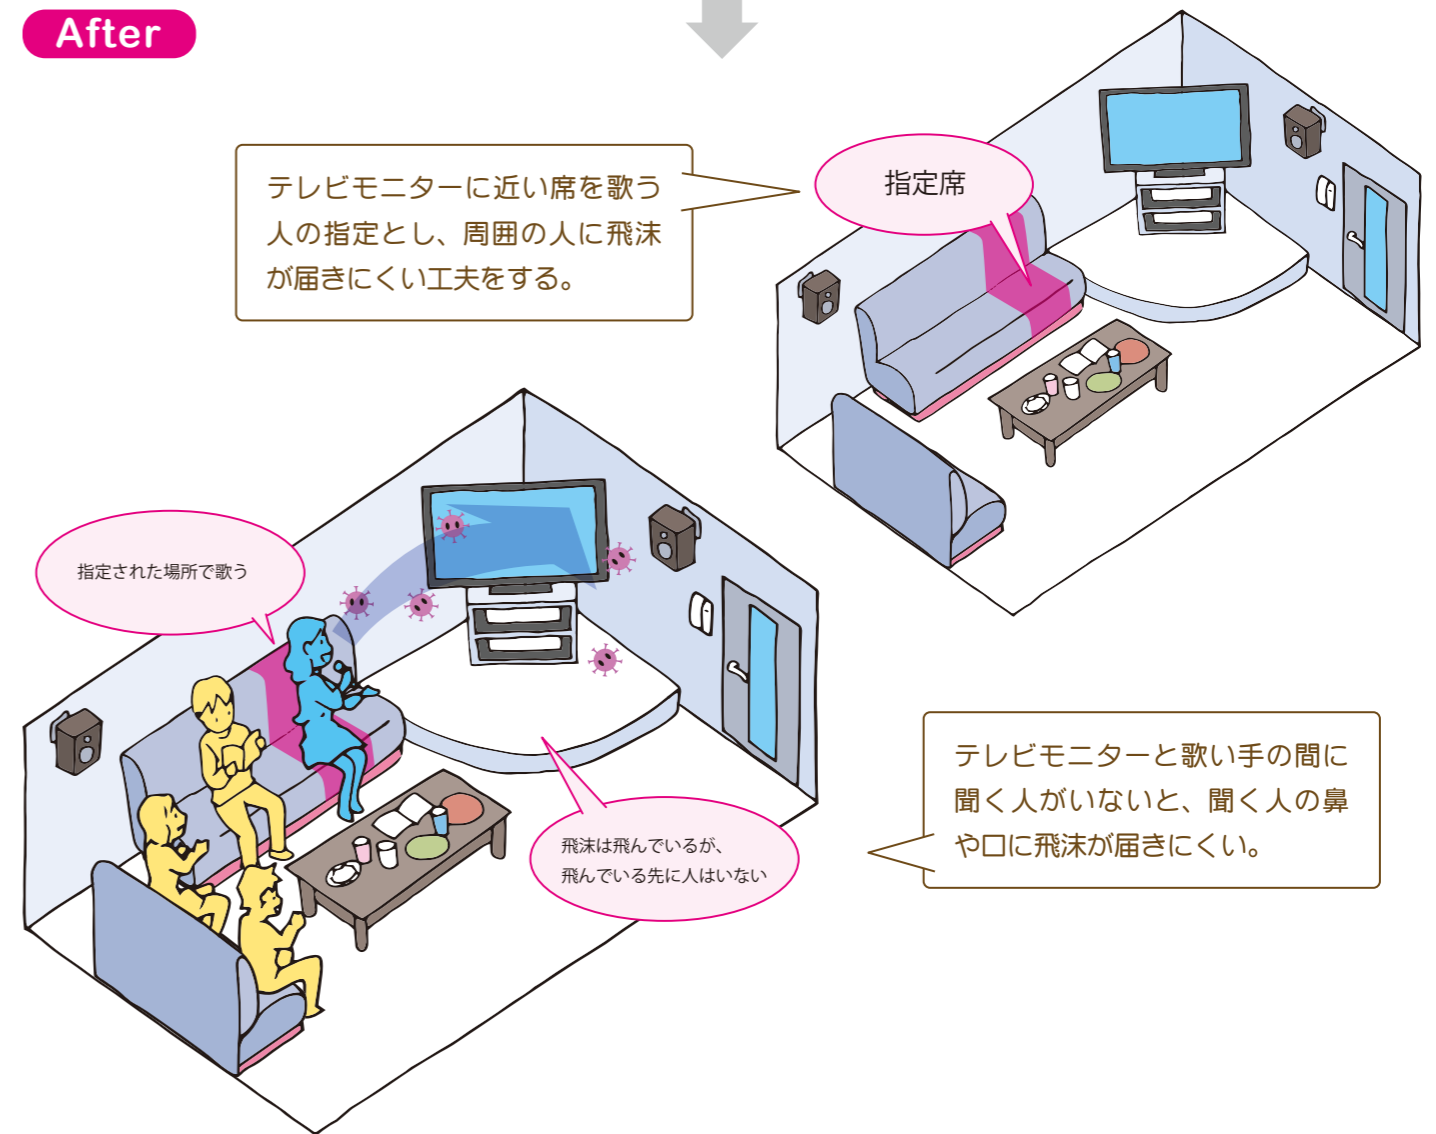 After
テレビモニターに近い席を歌う
人の指定とし、周囲の人に飛沫
が届きにくい工夫をする。
指定席
指定された場所で歌う
飛沫は飛んでいるが、
飛んでいる先に人はいない
テレビモニターと歌い手の間に
聞く人がいないと、聞く人の鼻
や口に飛沫が届きにくい。